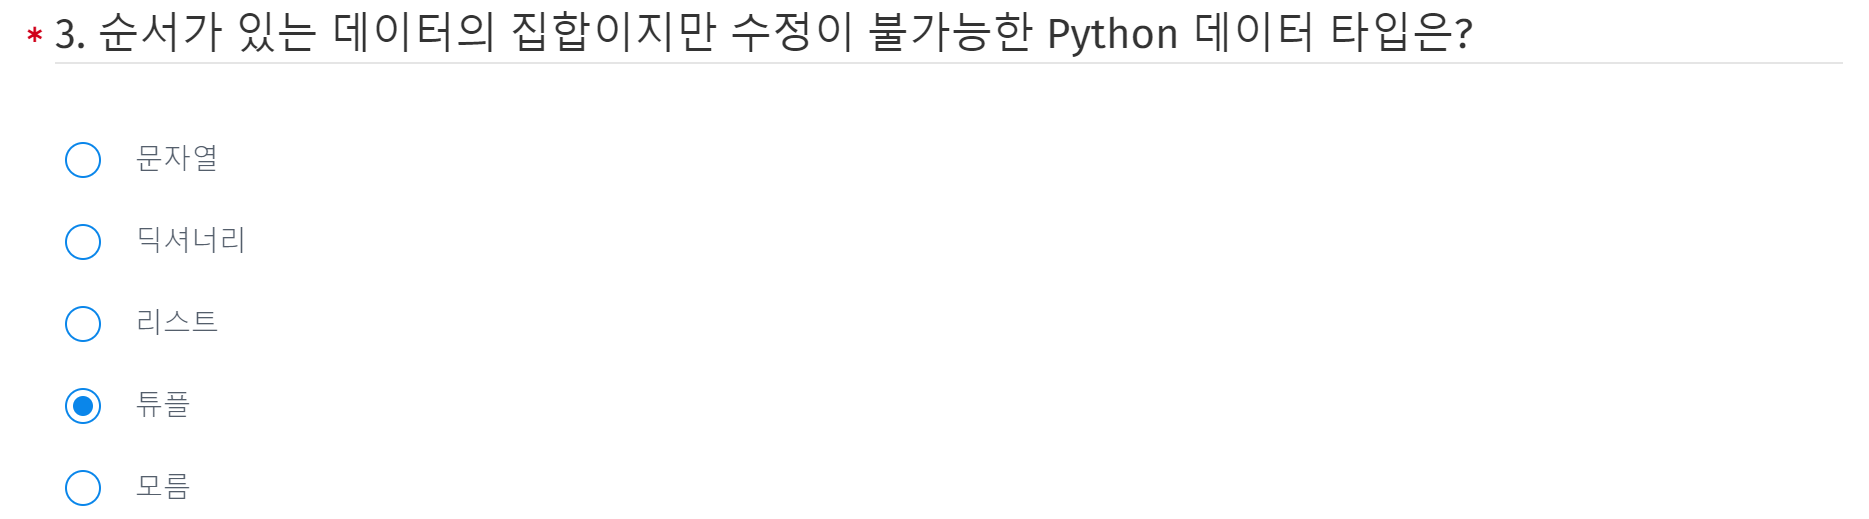 * 3. 순서가 있는 데이터의 집합이지만 수정이 불가능한 Python 데이터 타입은?
문자열
딕셔너리
리스트
튜플
모름